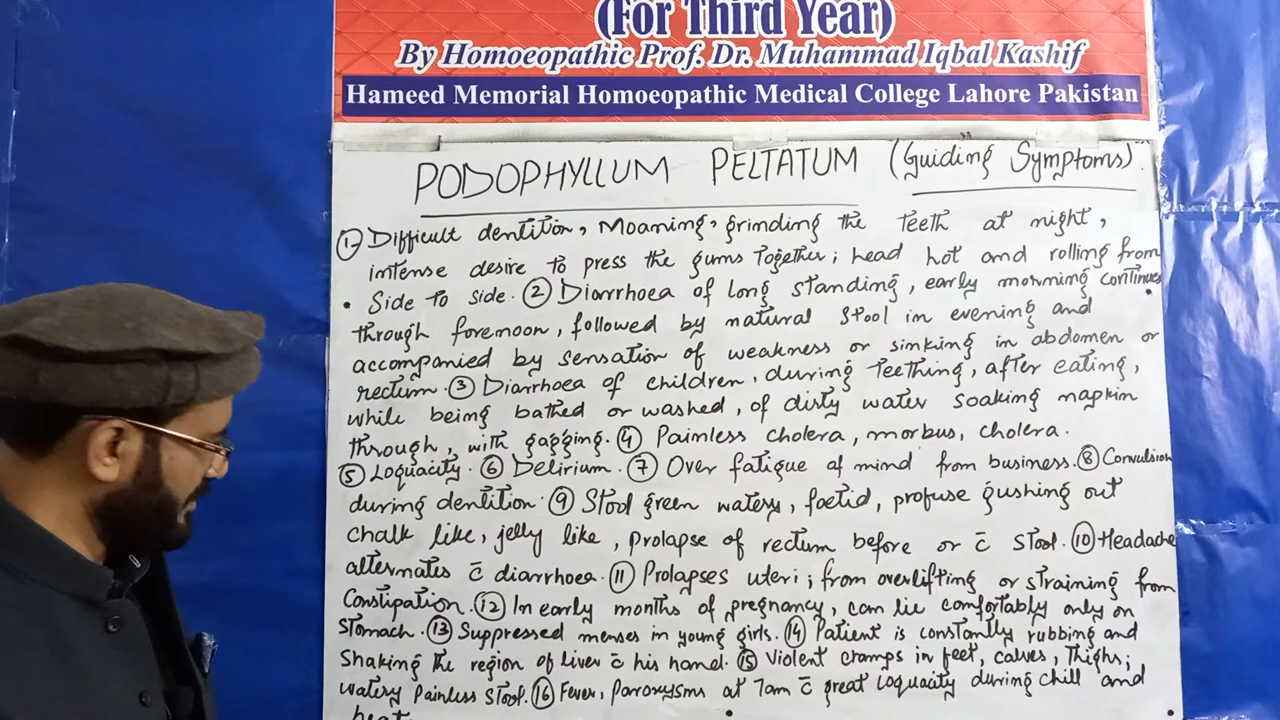 (For Third Year)
By Homoeopathic Prof. Dr. Muhammad Iqbal Kashif
Hameed Memorial Homoeopathic Medical College Lahore Pakistan
PODOPHYLLUM PELTATUM (Guiding Symptoms)
① Difficult dentition, Moaning, grinding the teeth at night,
intense desire to press the gums together; head hot and rolling from
Side to side. ② Diarrhoea of long standing, early morning continues
through forenoon, followed by natural stool in evening and
accompanied by sensation of weakness or sinking in abdomen or
rectum. ③ Diarrhoea of children, during teething, after eating,
while being bathed or washed, of dirty water soaking napkin
through, with gagging. ④ Painless cholera, morbus, cholera.
⑤ Loquacity. ⑥ Delirium. ⑦ Over fatigue of mind from business. ⑧ Convulsion
during dentition. ⑨ Stool green watery, foetid, profuse gushing out
chalk like, jelly like, prolapse of rectum before or c̄ stool. ⑩ Headache
alternates c̄ diarrhoea. ⑪ Prolapses uteri; from overlifting or straining from
Constipation. ⑫ In early months of pregnancy, can lie comfortably only on
stomach. ⑬ Suppressed menses in young girls. ⑭ Patient is constantly rubbing and
shaking the region of liver c̄ his hand. ⑮ Violent cramps in feet, calves, thighs;
watery painless stool. ⑯ Fever, Paroxysms at 7am c̄ great loquacity during chill and
heat